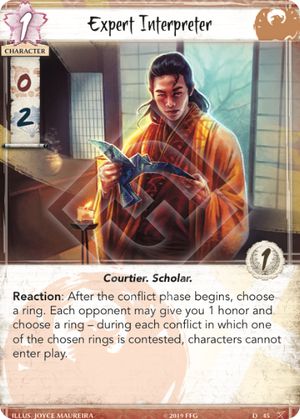 1
Expert Interpreter
CHARACTER
0
2
Courtier. Scholar.
1
Reaction: After the conflict phase begins, choose
a ring. Each opponent may give you 1 honor and
choose a ring – during each conflict in which one
of the chosen rings is contested, characters cannot
enter play.
ILLUS. JOYCE MAUREIRA
©2019 FFG
D 45